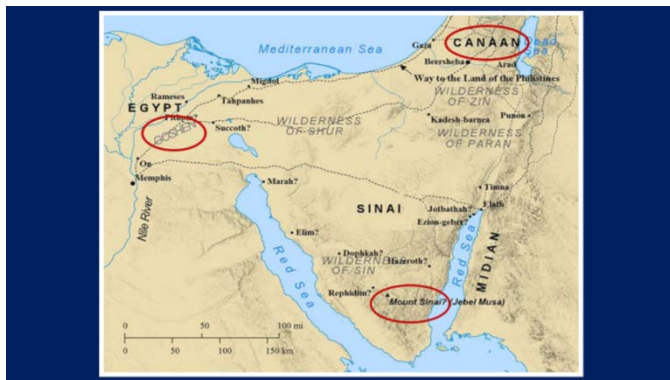 Mediterranean Sea
Gaza
CANAAN
Dead
Sea
Beersheba
Arad
Way to the Land of the Philistines
Migdol
WILDERNESS
OF ZIN
Rameses
Tahpanhes
EGYPT
Pithom?
GOSHEN
Succoth?
WILDERNESS
OF SHUR
Kadesh-barnea
Punon
WILDERNESS
OF PARAN
On
Memphis
Marah?
Timna
SINAI
Jotbathah?
Elath
Ezion-geber?
Nile River
Elim?
Red Sea
MIDIAN
Dophkah?
WILDERNESS
OF SIN
Hazeroth?
Red Sea
Rephidim?
Mount Sinai? (Jebel Musa)
0 50 100 mi
0 50 100 150 km